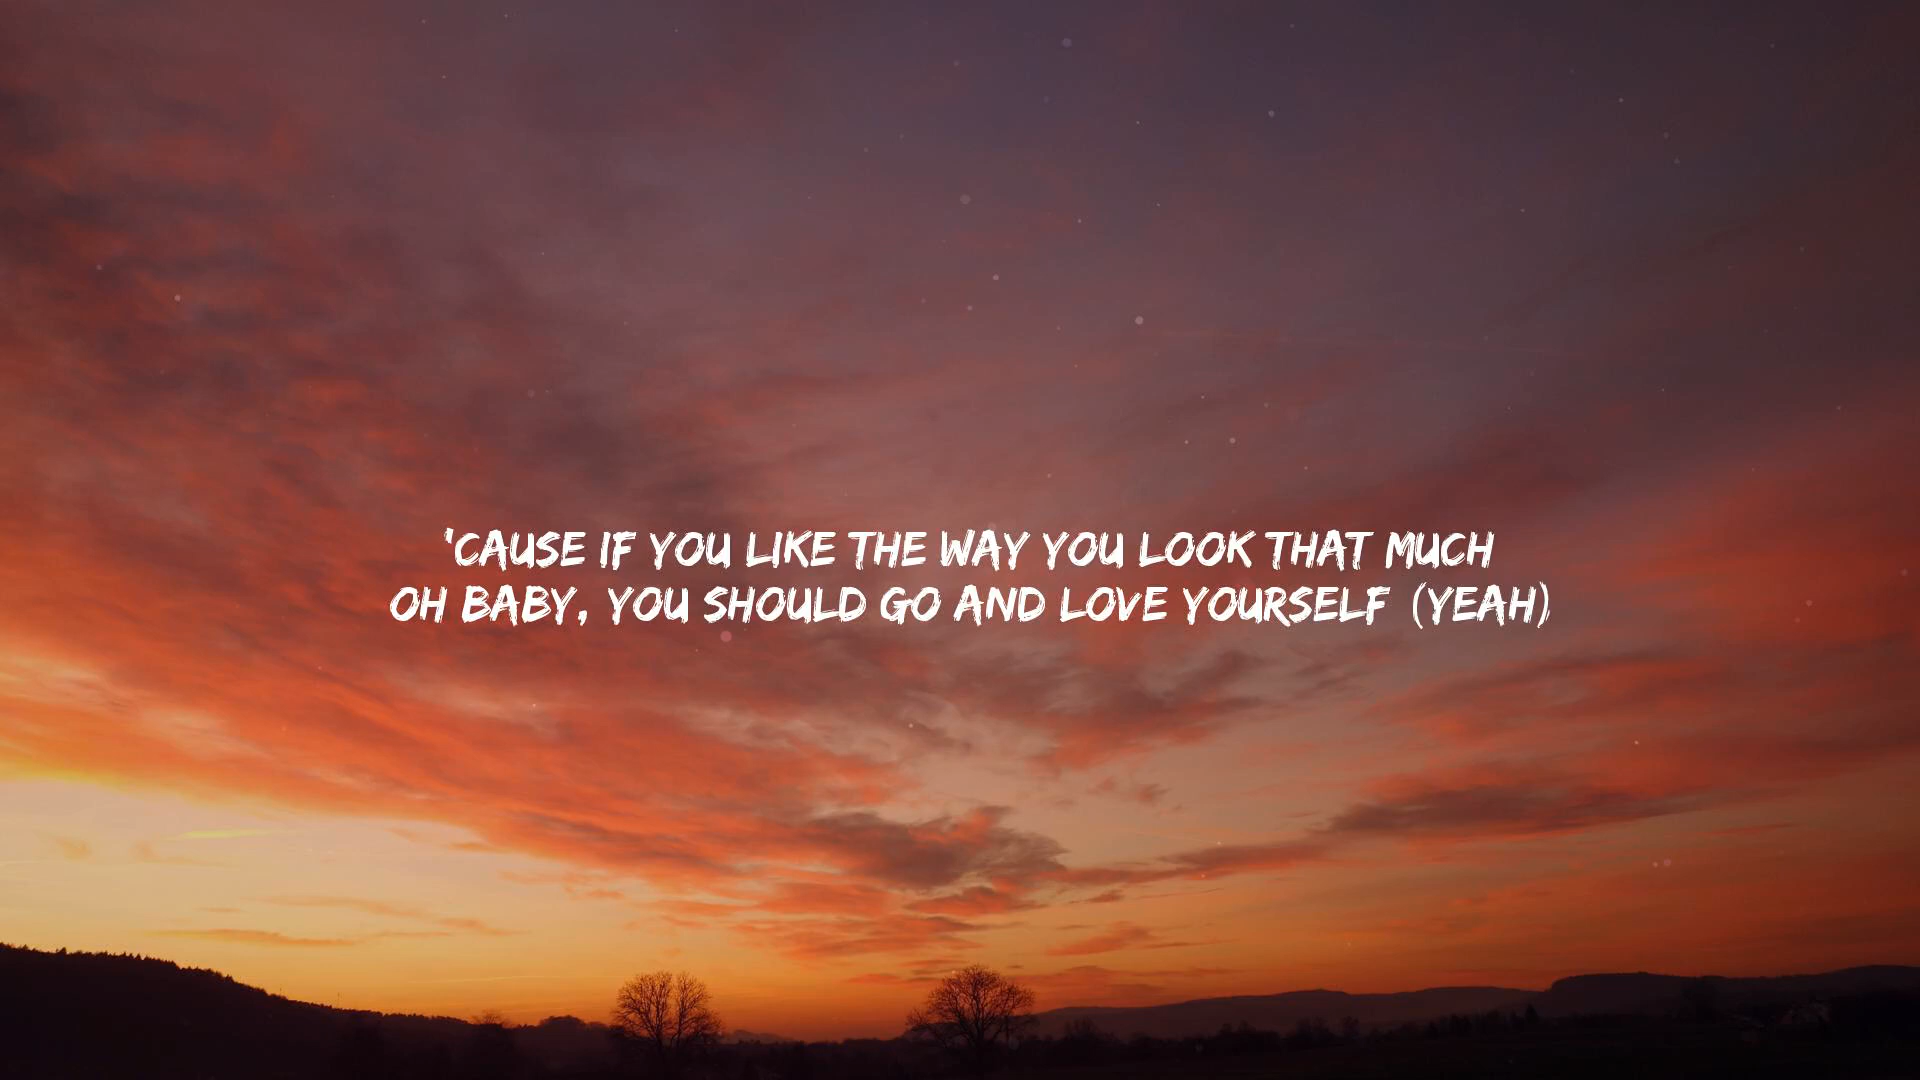 'CAUSE IF YOU LIKE THE WAY YOU LOOK THAT MUCH
OH BABY, YOU SHOULD GO AND LOVE YOURSELF (YEAH)